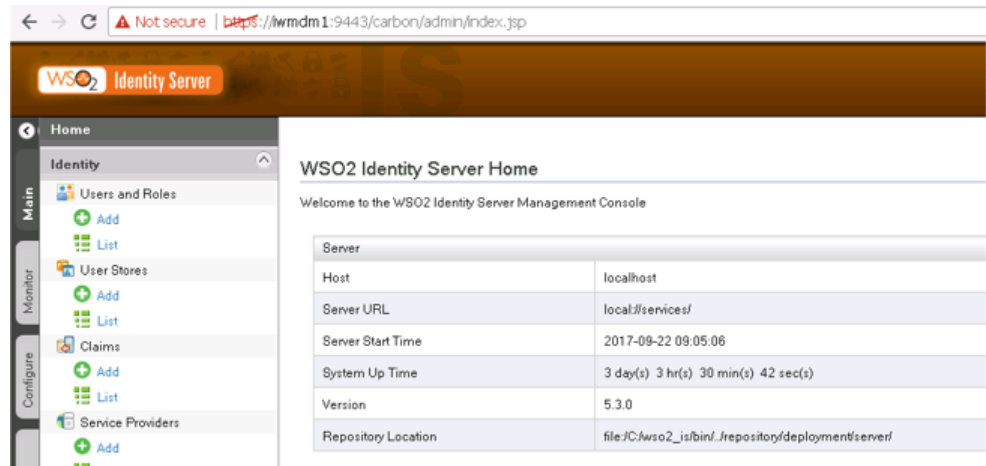 Not secure | https://iwmdm1:9443/carbon/admin/index.jsp
WSO2 Identity Server
Home
Identity
Users and Roles
Add
List
User Stores
Add
List
Claims
Add
List
Service Providers
Add
Main
Monitor
Configure
WSO2 Identity Server Home
Welcome to the WSO2 Identity Server Management Console
Server
Host localhost
Server URL local://services/
Server Start Time 2017-09-22 09:05:06
System Up Time 3 day(s) 3 hr(s) 30 min(s) 42 sec(s)
Version 5.3.0
Repository Location file:/C:/wso2_is/bin/../repository/deployment/server/